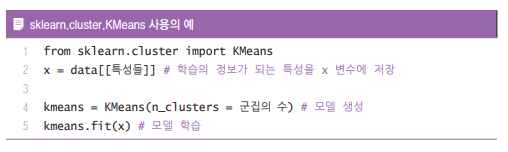 sklearn.cluster.KMeans 사용의 예
1 from sklearn.cluster import KMeans
2 x = data[[특성들]] # 학습의 정보가 되는 특성을 x 변수에 저장
3
4 kmeans = KMeans(n_clusters = 군집의 수) # 모델 생성
5 kmeans.fit(x) # 모델 학습